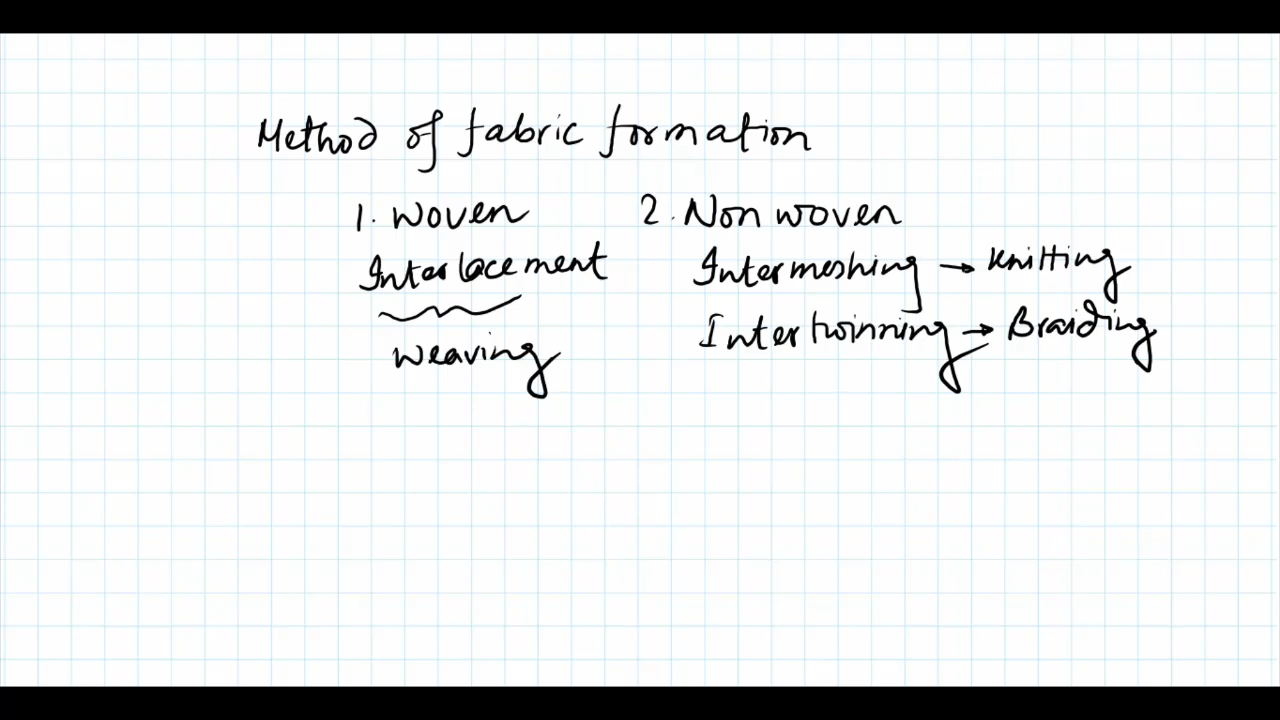 Method of fabric formation
1. Woven
Interlacement
weaving
2. Non woven
Intermeshing → Knitting
Intertwinning → Braiding